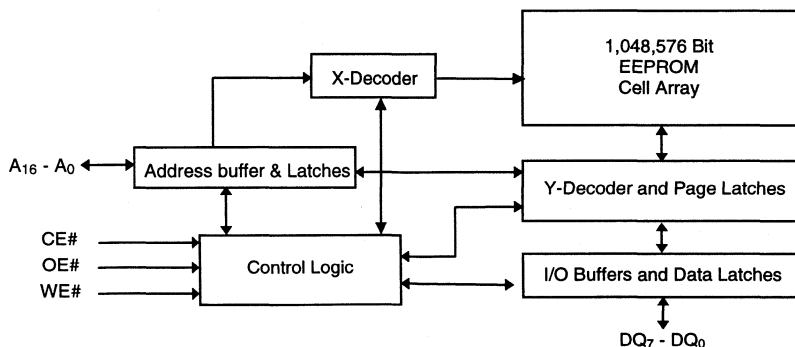 1,048,576 Bit
EEPROM
Cell Array
X-Decoder
A₁₆ - A₀
Address buffer & Latches
Y-Decoder and Page Latches
CE#
OE#
WE#
Control Logic
I/O Buffers and Data Latches
DQ₇ - DQ₀